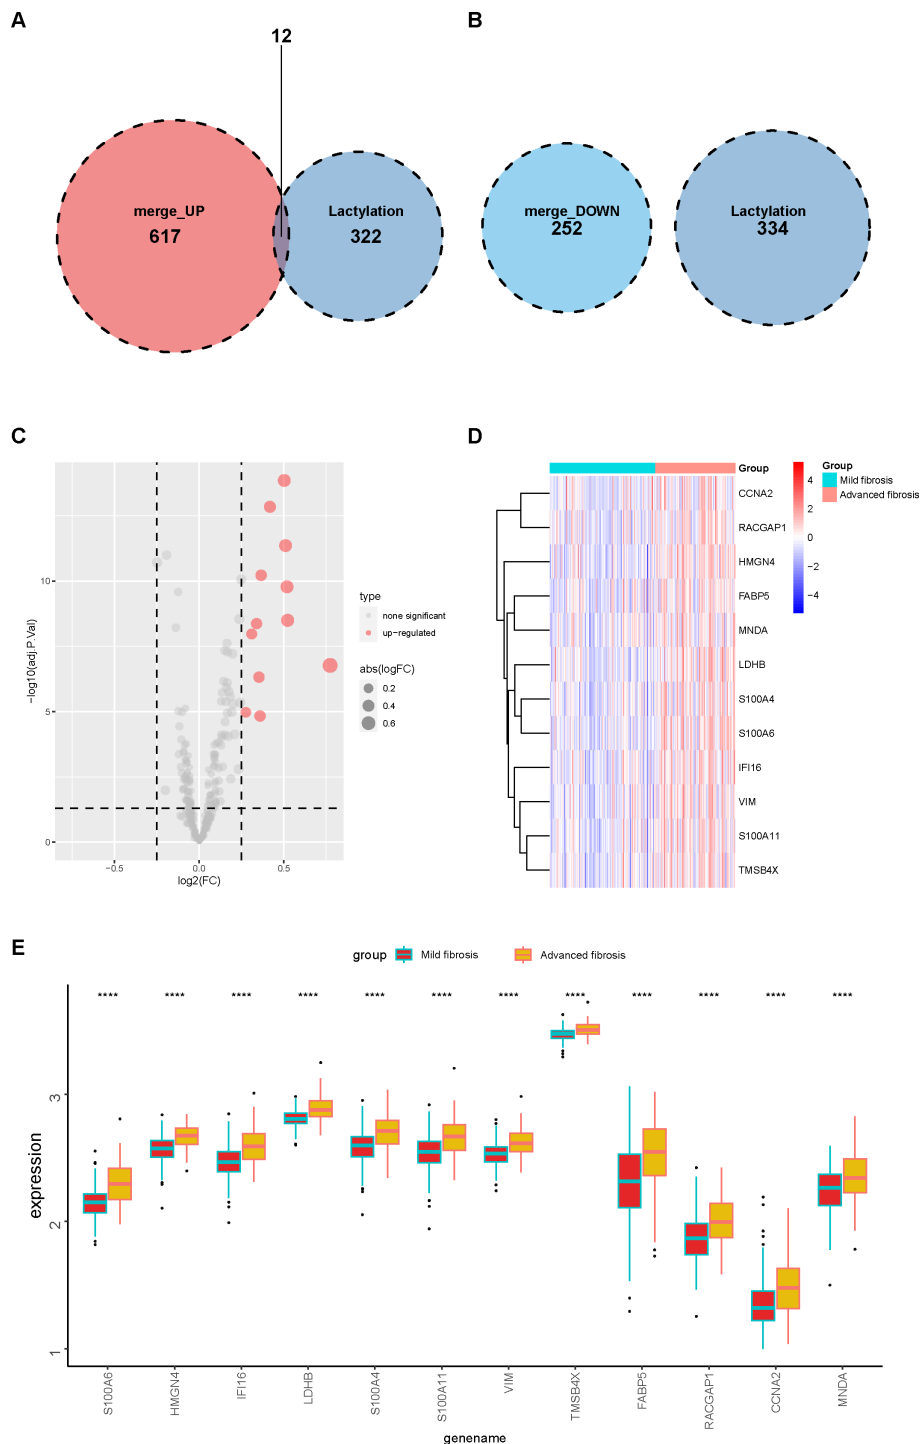 A
B
12
merge_UP
617
Lactylation
322
merge_DOWN
252
Lactylation
334
C
D
−log10(adj.P.Val)
10
5
0
−0.5
0.0
0.5
log2(FC)
type
none significant
up−regulated
abs(logFC)
0.2
0.4
0.6
Group
CCNA2
RACGAP1
HMGN4
FABP5
MNDA
LDHB
S100A4
S100A6
IFI16
VIM
S100A11
TMSB4X
4
2
0
−2
−4
Group
Mild fibrosis
Advanced fibrosis
E
group
Mild fibrosis
Advanced fibrosis
**** **** **** **** **** **** **** **** **** **** **** ****
expression
3
2
1
S100A6
HMGN4
IFI16
LDHB
S100A4
S100A11
VIM
TMSB4X
FABP5
RACGAP1
CCNA2
MNDA
genename